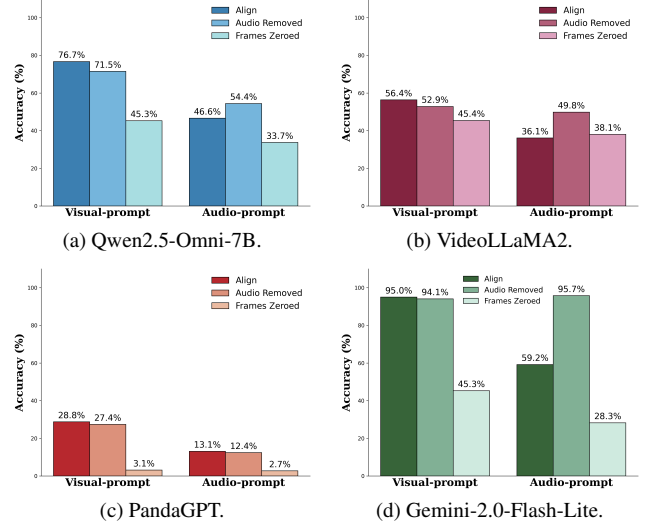 Accuracy (%)
100
80
60
40
20
0
Align
Audio Removed
Frames Zeroed
76.7%
71.5%
45.3%
46.6%
54.4%
33.7%
Visual-prompt
Audio-prompt
(a) Qwen2.5-Omni-7B.
Accuracy (%)
100
80
60
40
20
0
Align
Audio Removed
Frames Zeroed
56.4%
52.9%
45.4%
36.1%
49.8%
38.1%
Visual-prompt
Audio-prompt
(b) VideoLLaMA2.
Accuracy (%)
100
80
60
40
20
0
Align
Audio Removed
Frames Zeroed
28.8%
27.4%
3.1%
13.1%
12.4%
2.7%
Visual-prompt
Audio-prompt
(c) PandaGPT.
Accuracy (%)
100
80
60
40
20
0
Align
Audio Removed
Frames Zeroed
95.0%
94.1%
45.3%
59.2%
95.7%
28.3%
Visual-prompt
Audio-prompt
(d) Gemini-2.0-Flash-Lite.